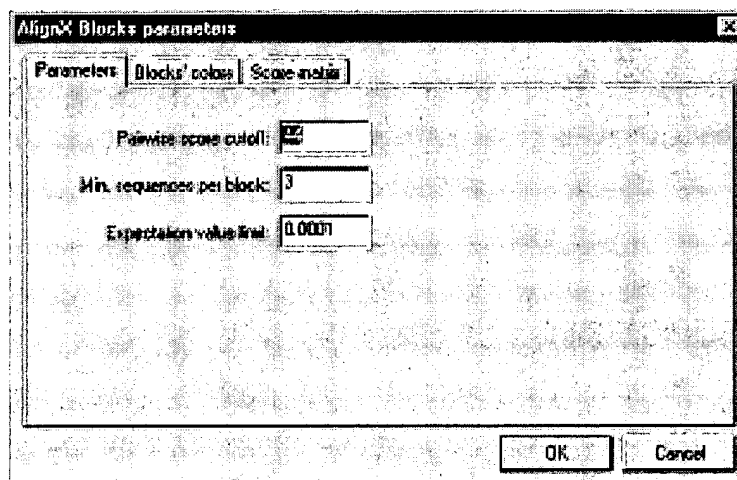 AlignX Blocks parameters
Parameters Blocks' colors Score matrix
Pairwise score cutoff:
Min. sequences per block: 3
Expectation value limit: 0.0001
OK Cancel